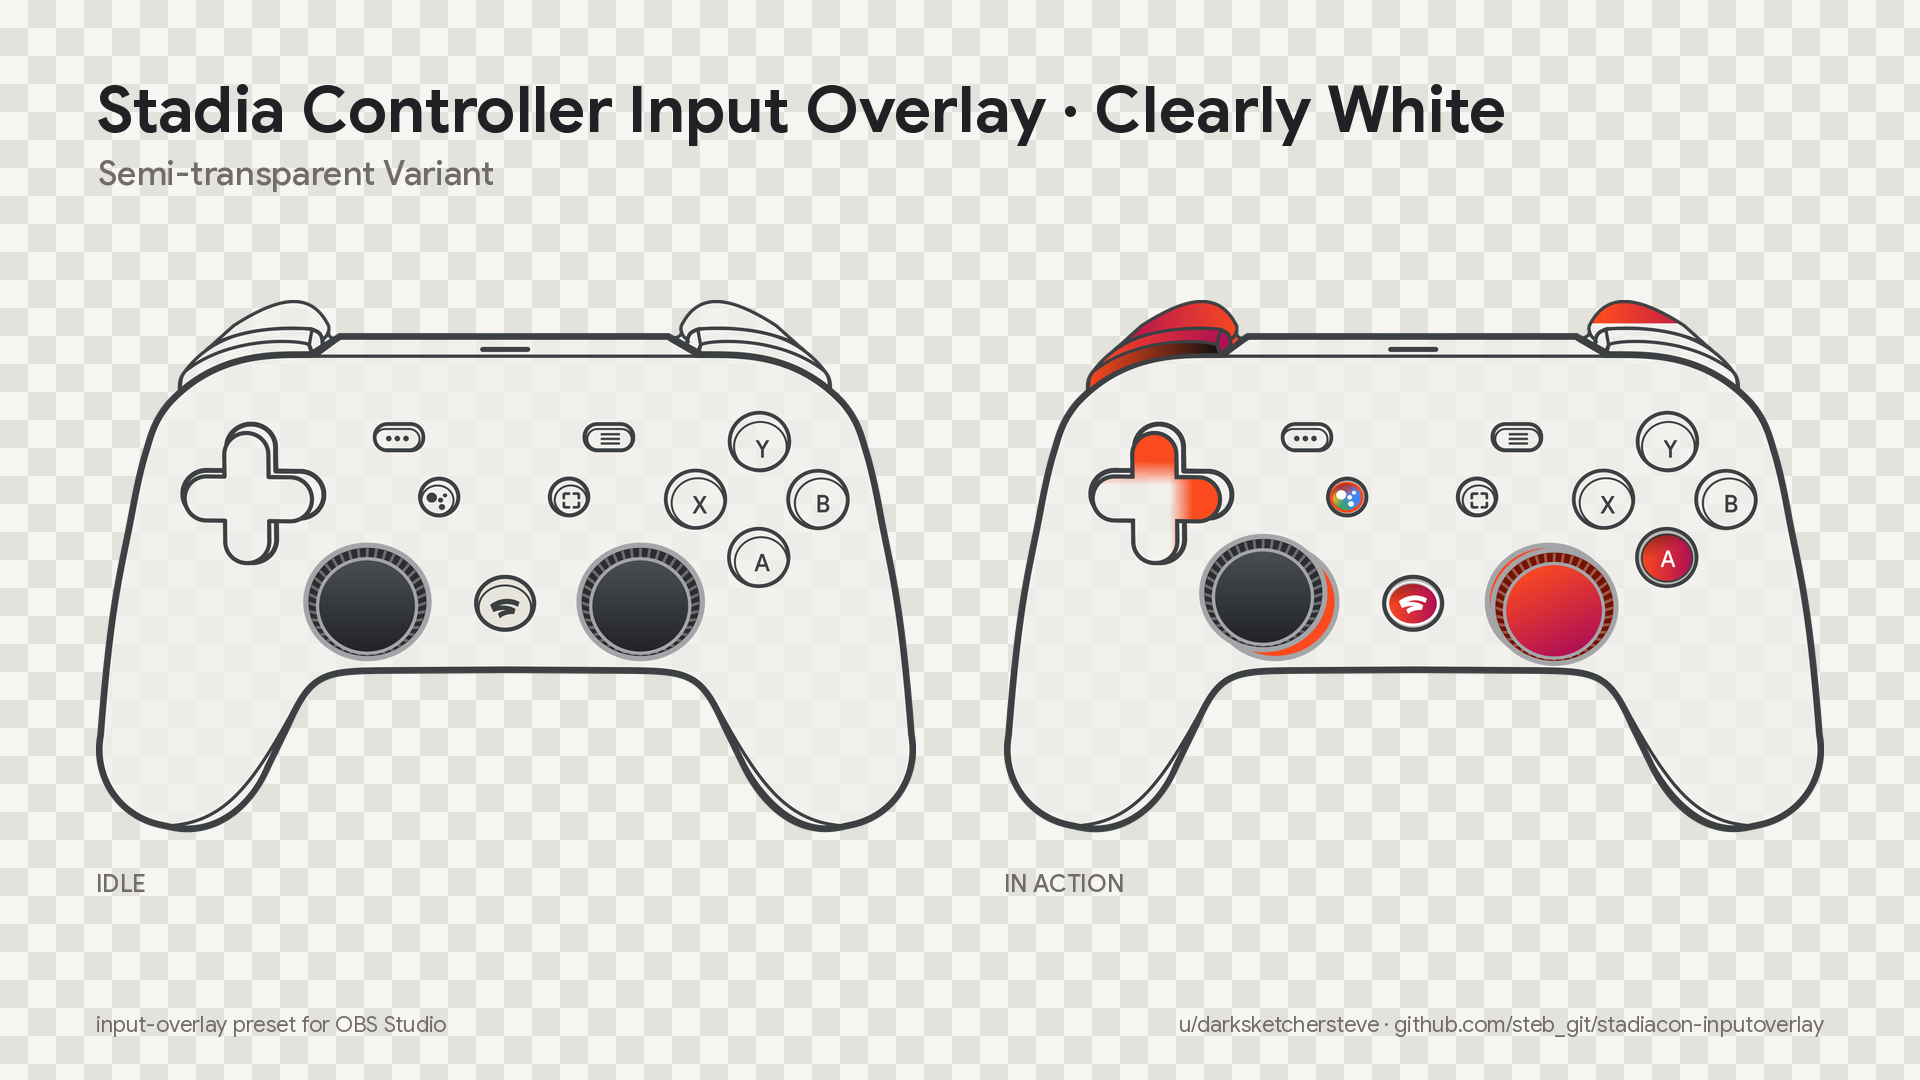 Stadia Controller Input Overlay · Clearly White
Semi-transparent Variant
Y
X
B
A
Y
X
B
A
IDLE
IN ACTION
input-overlay preset for OBS Studio
u/darksketchersteve · github.com/steb_git/stadiacon-inputoverlay